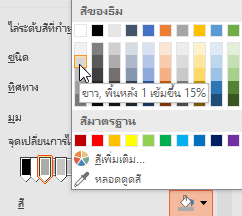 สีของธีม
ไล่ระดับสีที่กำ
ชนิด
ขาว, พื้นหลัง 1 เข้มขึ้น 15%
ทิศทาง
มุม
สีมาตรฐาน
จุดเปลี่ยนการไ
สีเพิ่มเติม...
หลอดดูดสี
สี